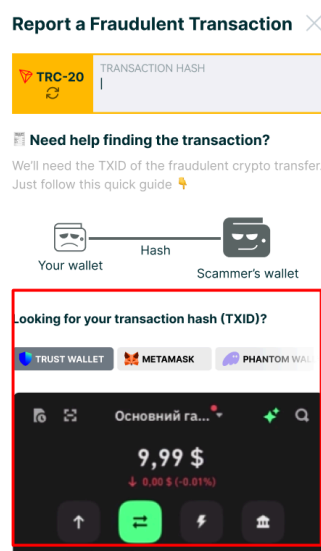 Report a Fraudulent Transaction
TRC-20
TRANSACTION HASH
Need help finding the transaction?
We'll need the TXID of the fraudulent crypto transfer.
Just follow this quick guide
Hash
Your wallet
Scammer's wallet
Looking for your transaction hash (TXID)?
TRUST WALLET
METAMASK
PHANTOM WAL
Основний га...
9,99 $
↓ 0,00 $ (-0.01%)